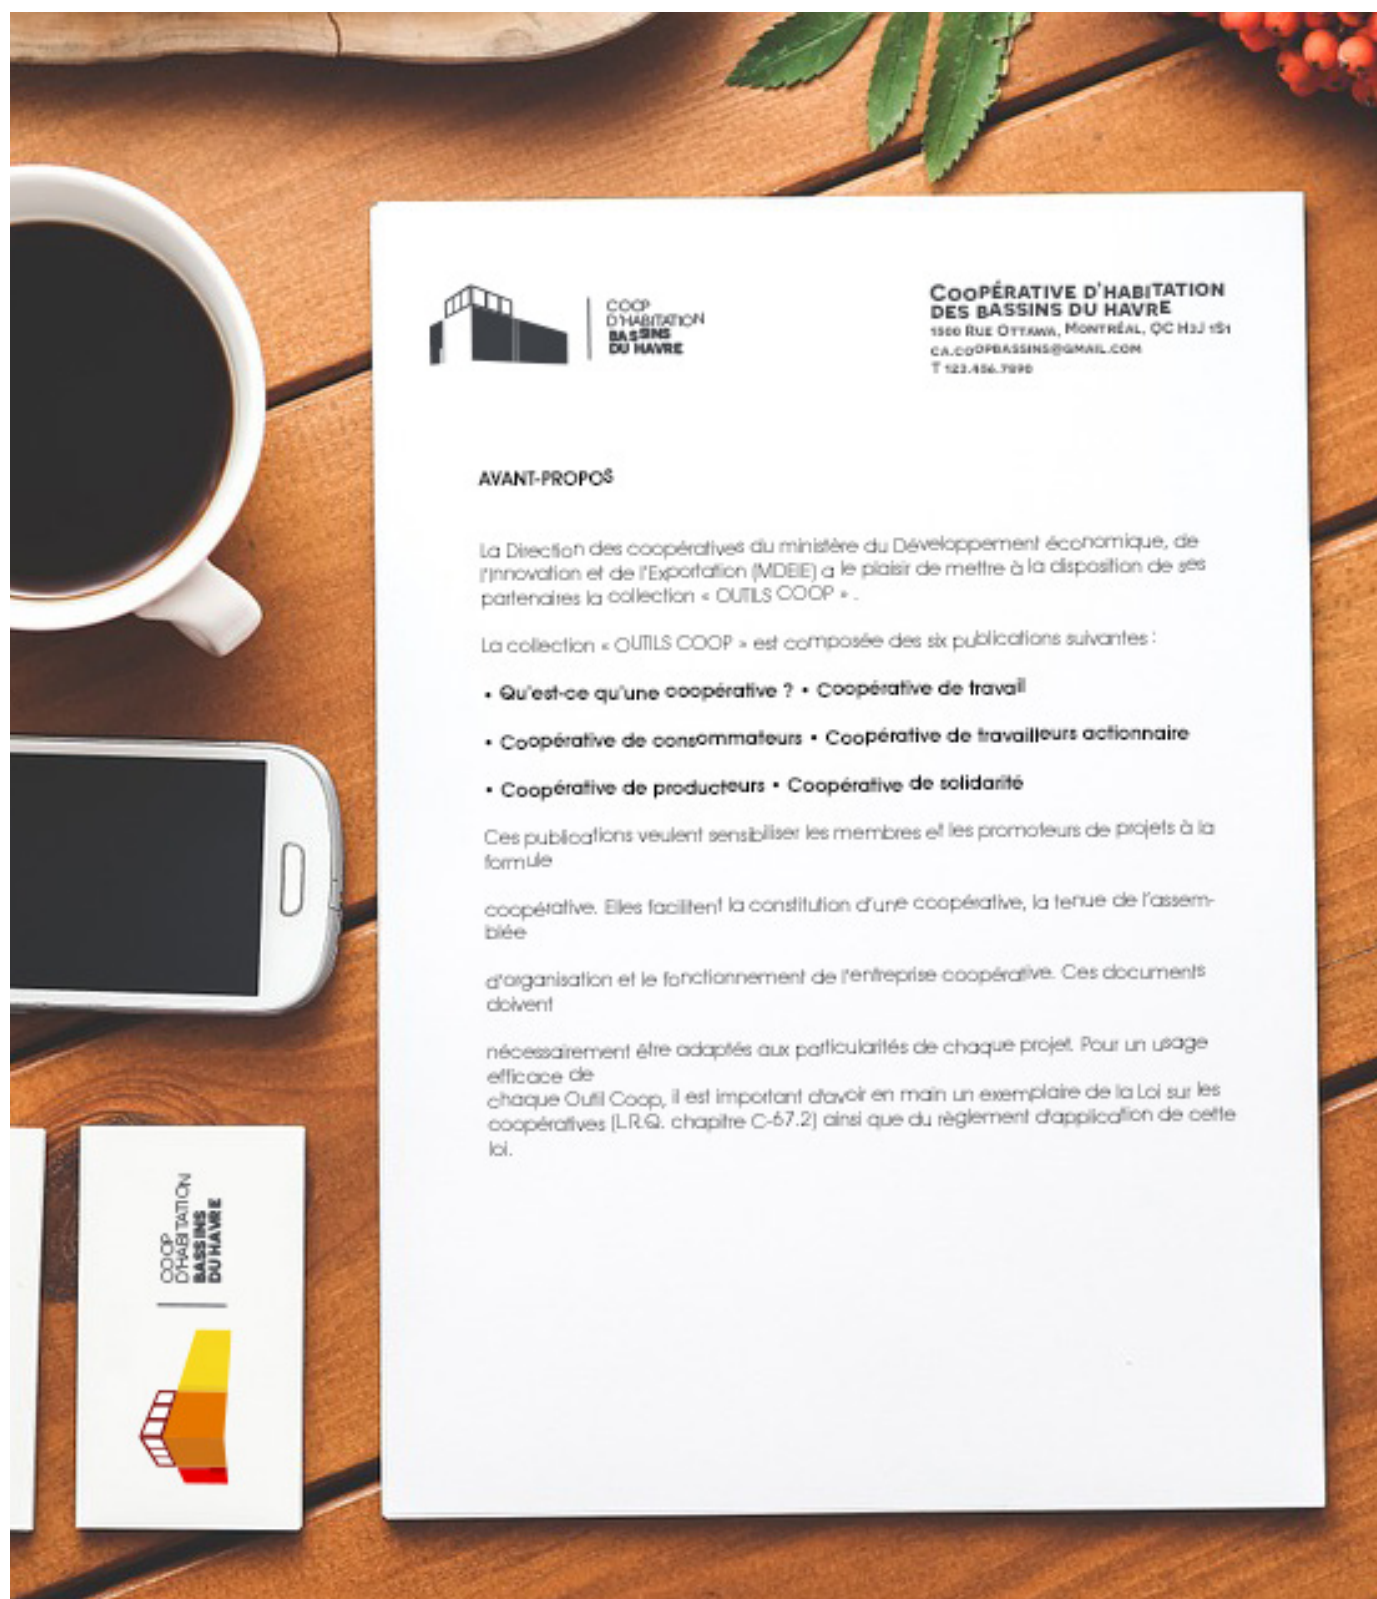 COOP
D'HABITATION
BASSINS
DU HAVRE
COOPÉRATIVE D'HABITATION
DES BASSINS DU HAVRE
1500 RUE OTTAWA, MONTRÉAL, QC H3J 1S1
CA.COOPBASSINS@GMAIL.COM
T 123.456.7890
AVANT-PROPOS
La Direction des coopératives du ministère du Développement économique, de
l'Innovation et de l'Exportation (MDEIE) a le plaisir de mettre à la disposition de ses
partenaires la collection « OUTILS COOP » .
La collection « OUTILS COOP » est composée des six publications suivantes :
• Qu'est-ce qu'une coopérative ? • Coopérative de travail
• Coopérative de consommateurs • Coopérative de travailleurs actionnaire
• Coopérative de producteurs • Coopérative de solidarité
Ces publications veulent sensibiliser les membres et les promoteurs de projets à la
formule
coopérative. Elles facilitent la constitution d'une coopérative, la tenue de l'assem-
blée
d'organisation et le fonctionnement de l'entreprise coopérative. Ces documents
doivent
nécessairement être adaptés aux particularités de chaque projet. Pour un usage
efficace de
chaque Outil Coop, il est important d'avoir en main un exemplaire de la Loi sur les
coopératives (L.R.Q. chapitre C-67.2) ainsi que du règlement d'application de cette
loi.
COOP
D'HABITATION
BASSINS
DU HAVRE